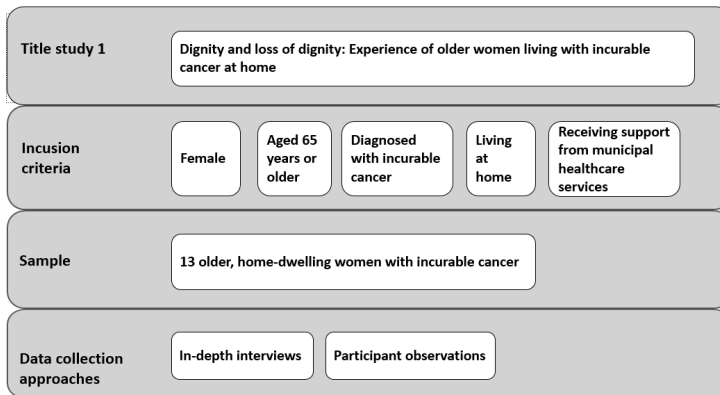 Title study 1
Dignity and loss of dignity: Experience of older women living with incurable
cancer at home
Incusion
criteria
Female
Aged 65
years or
older
Diagnosed
with incurable
cancer
Living
at
home
Receiving support
from municipal
healthcare
services
Sample
13 older, home-dwelling women with incurable cancer
Data collection
approaches
In-depth interviews
Participant observations